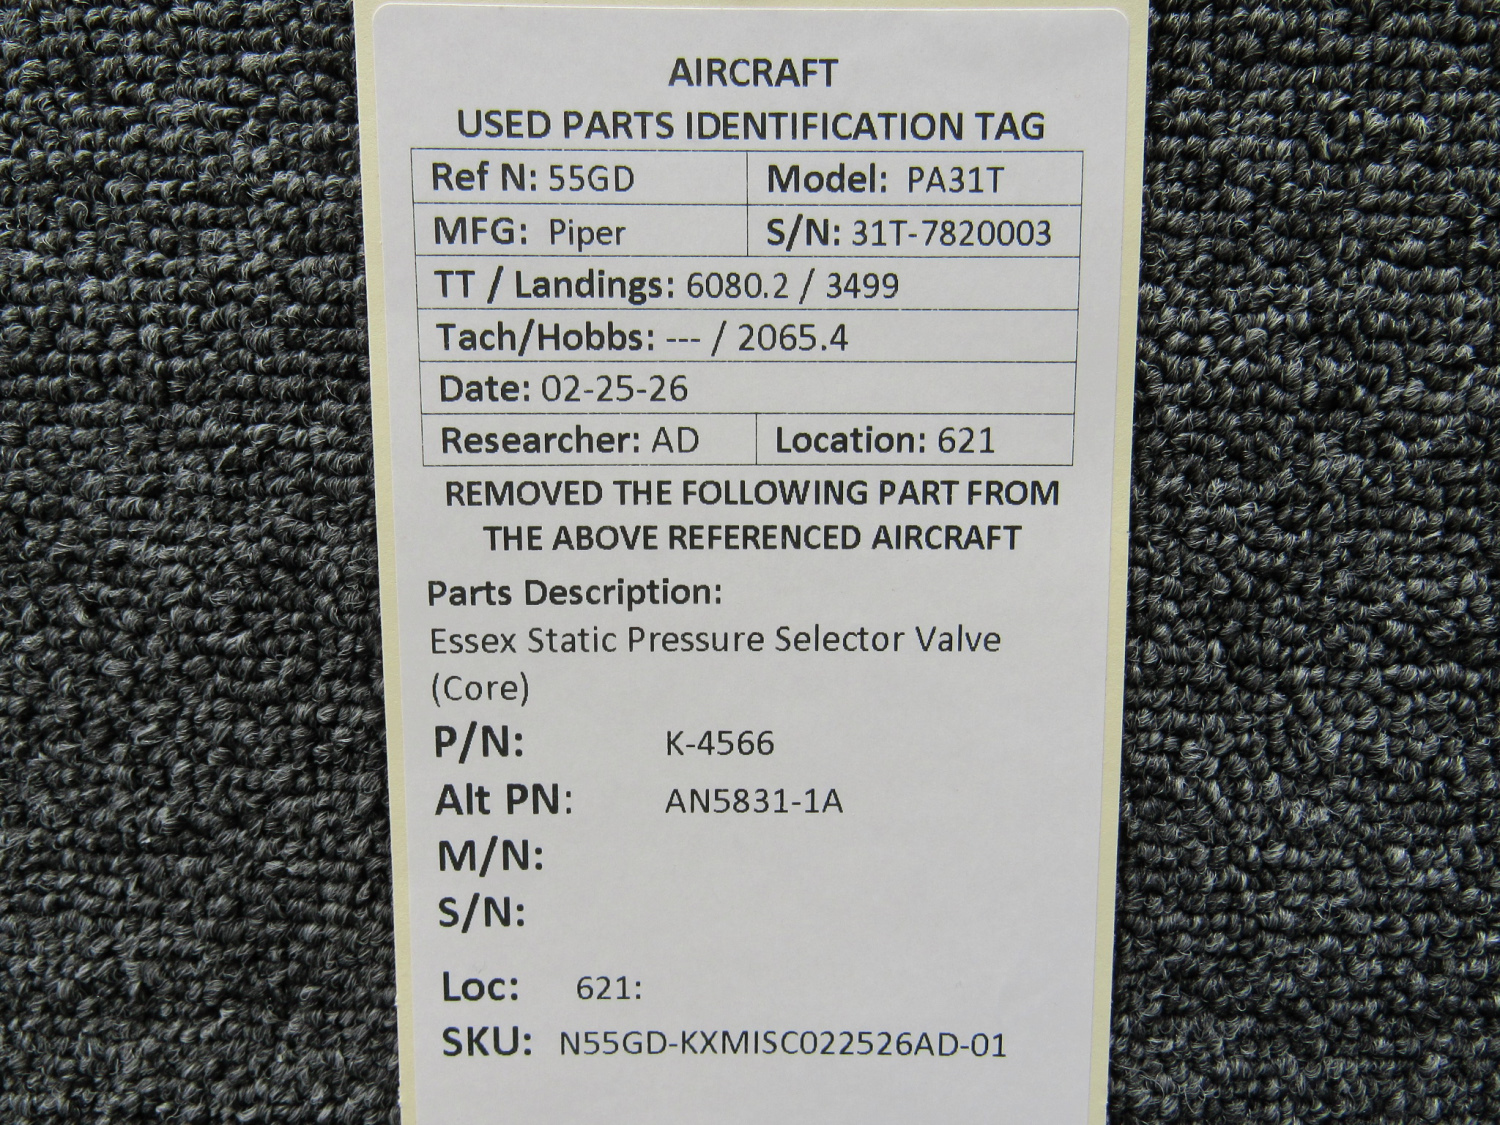 AIRCRAFT
USED PARTS IDENTIFICATION TAG
Ref N: 55GD Model: PA31T
MFG: Piper S/N: 31T-7820003
TT / Landings: 6080.2 / 3499
Tach/Hobbs: --- / 2065.4
Date: 02-25-26
Researcher: AD Location: 621
REMOVED THE FOLLOWING PART FROM
THE ABOVE REFERENCED AIRCRAFT
Parts Description:
Essex Static Pressure Selector Valve
(Core)
P/N: K-4566
Alt PN: AN5831-1A
M/N:
S/N:
Loc: 621:
SKU: N55GD-KXMISC022526AD-01